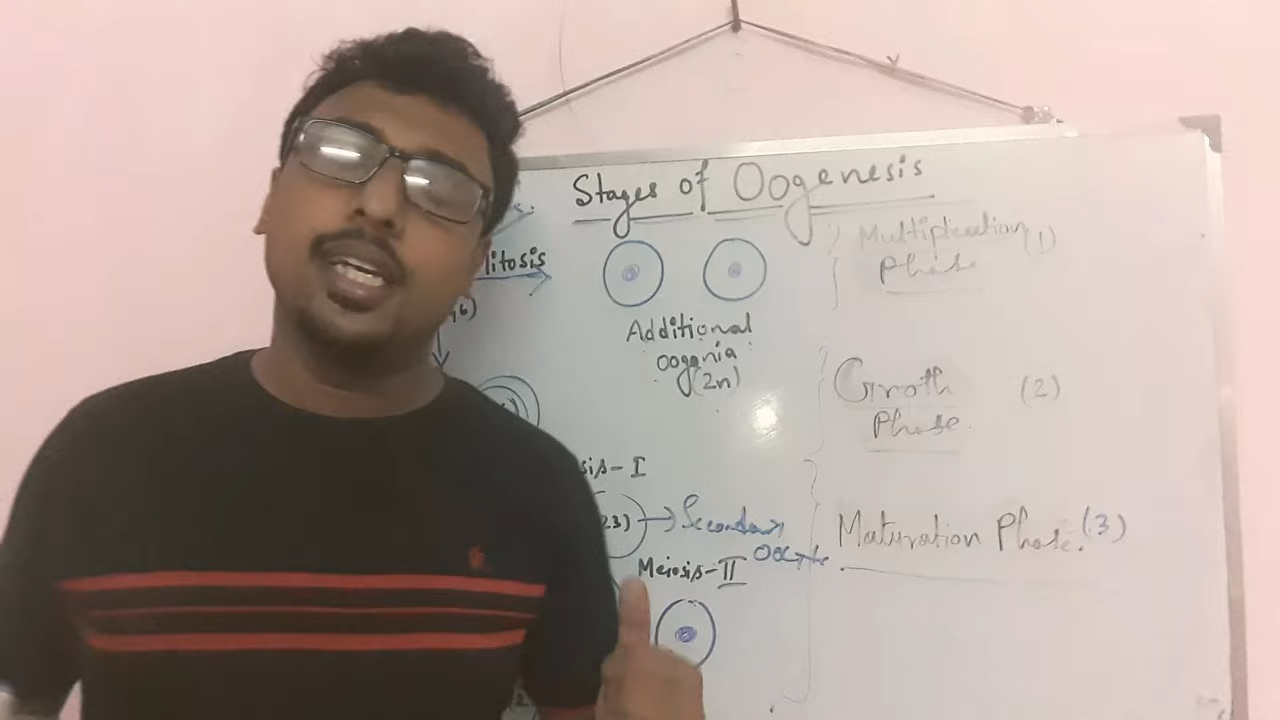 Stages of Oogenesis
Mitosis
Multiplication (1)
Phase
Additional
oogonia
(2n)
Groth (2)
Phase.
sis-I
23) → Secondary
Oocyte
Maturation Phase. (3)
Meiosis-II